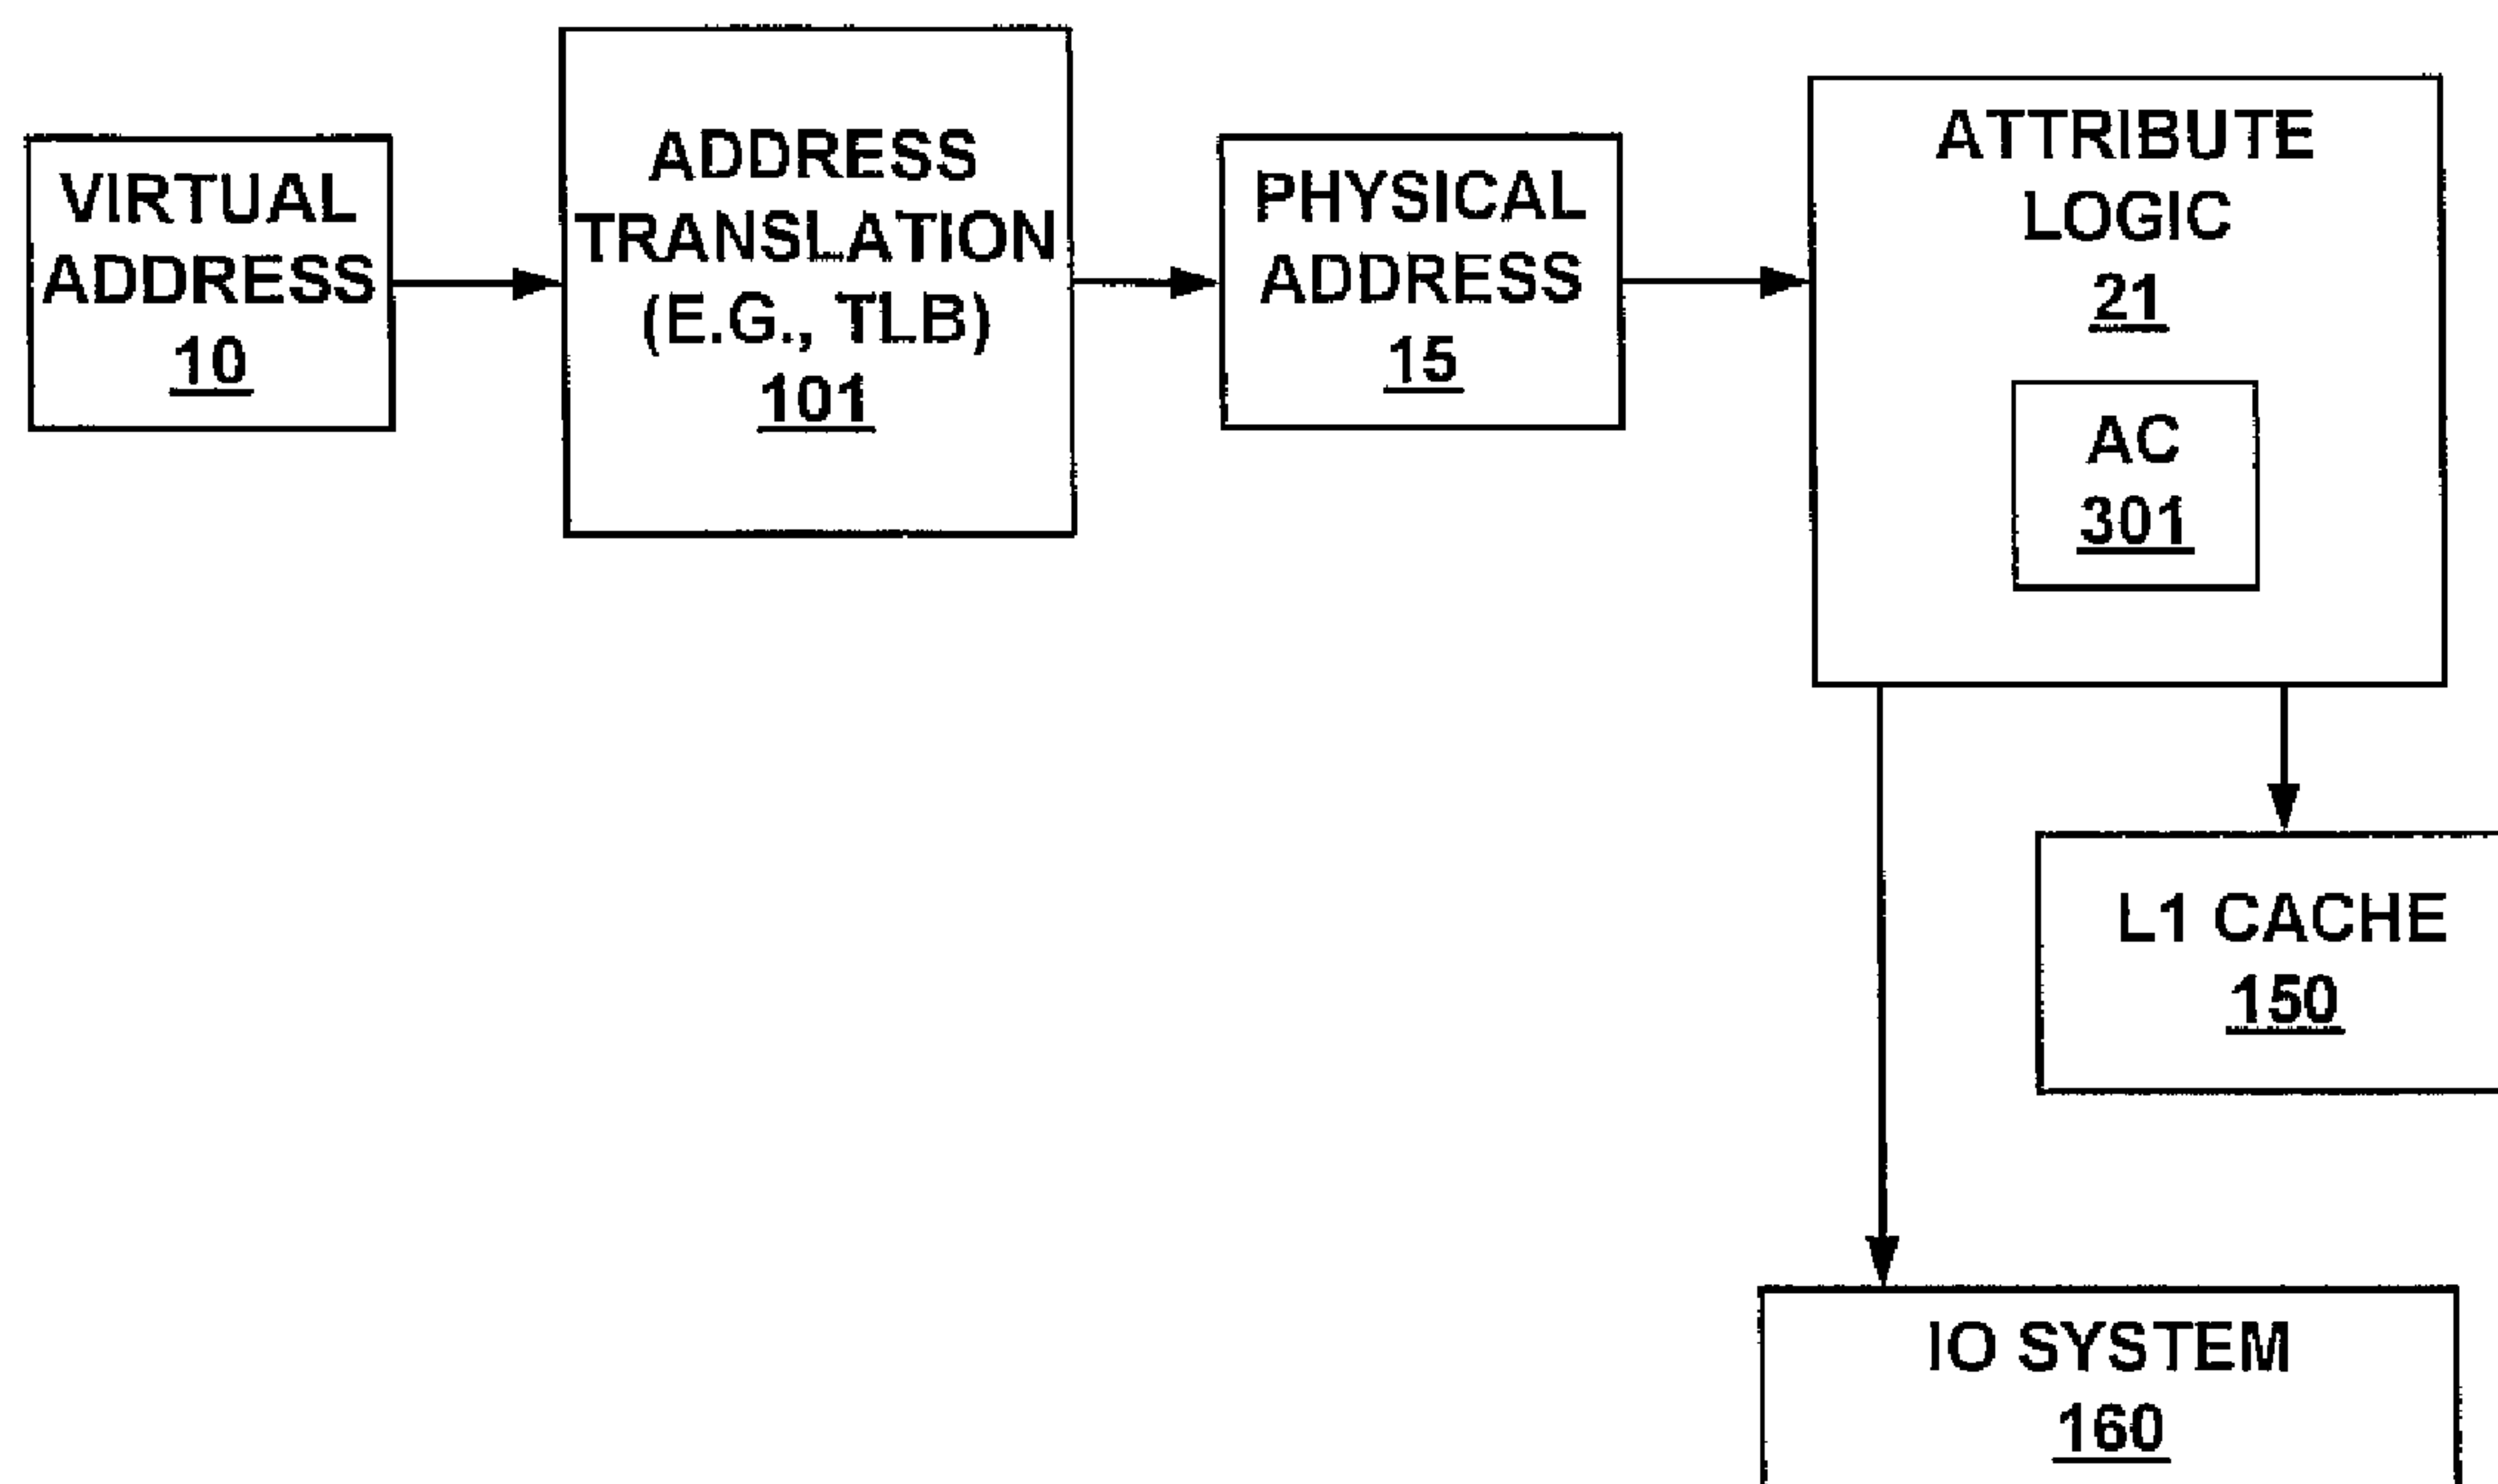 VIRTUAL
ADDRESS
10
ADDRESS
TRANSLATION
(E.G., TLB)
101
PHYSICAL
ADDRESS
15
ATTRIBUTE
LOGIC
21
AC
301
L1 CACHE
150
IO SYSTEM
160